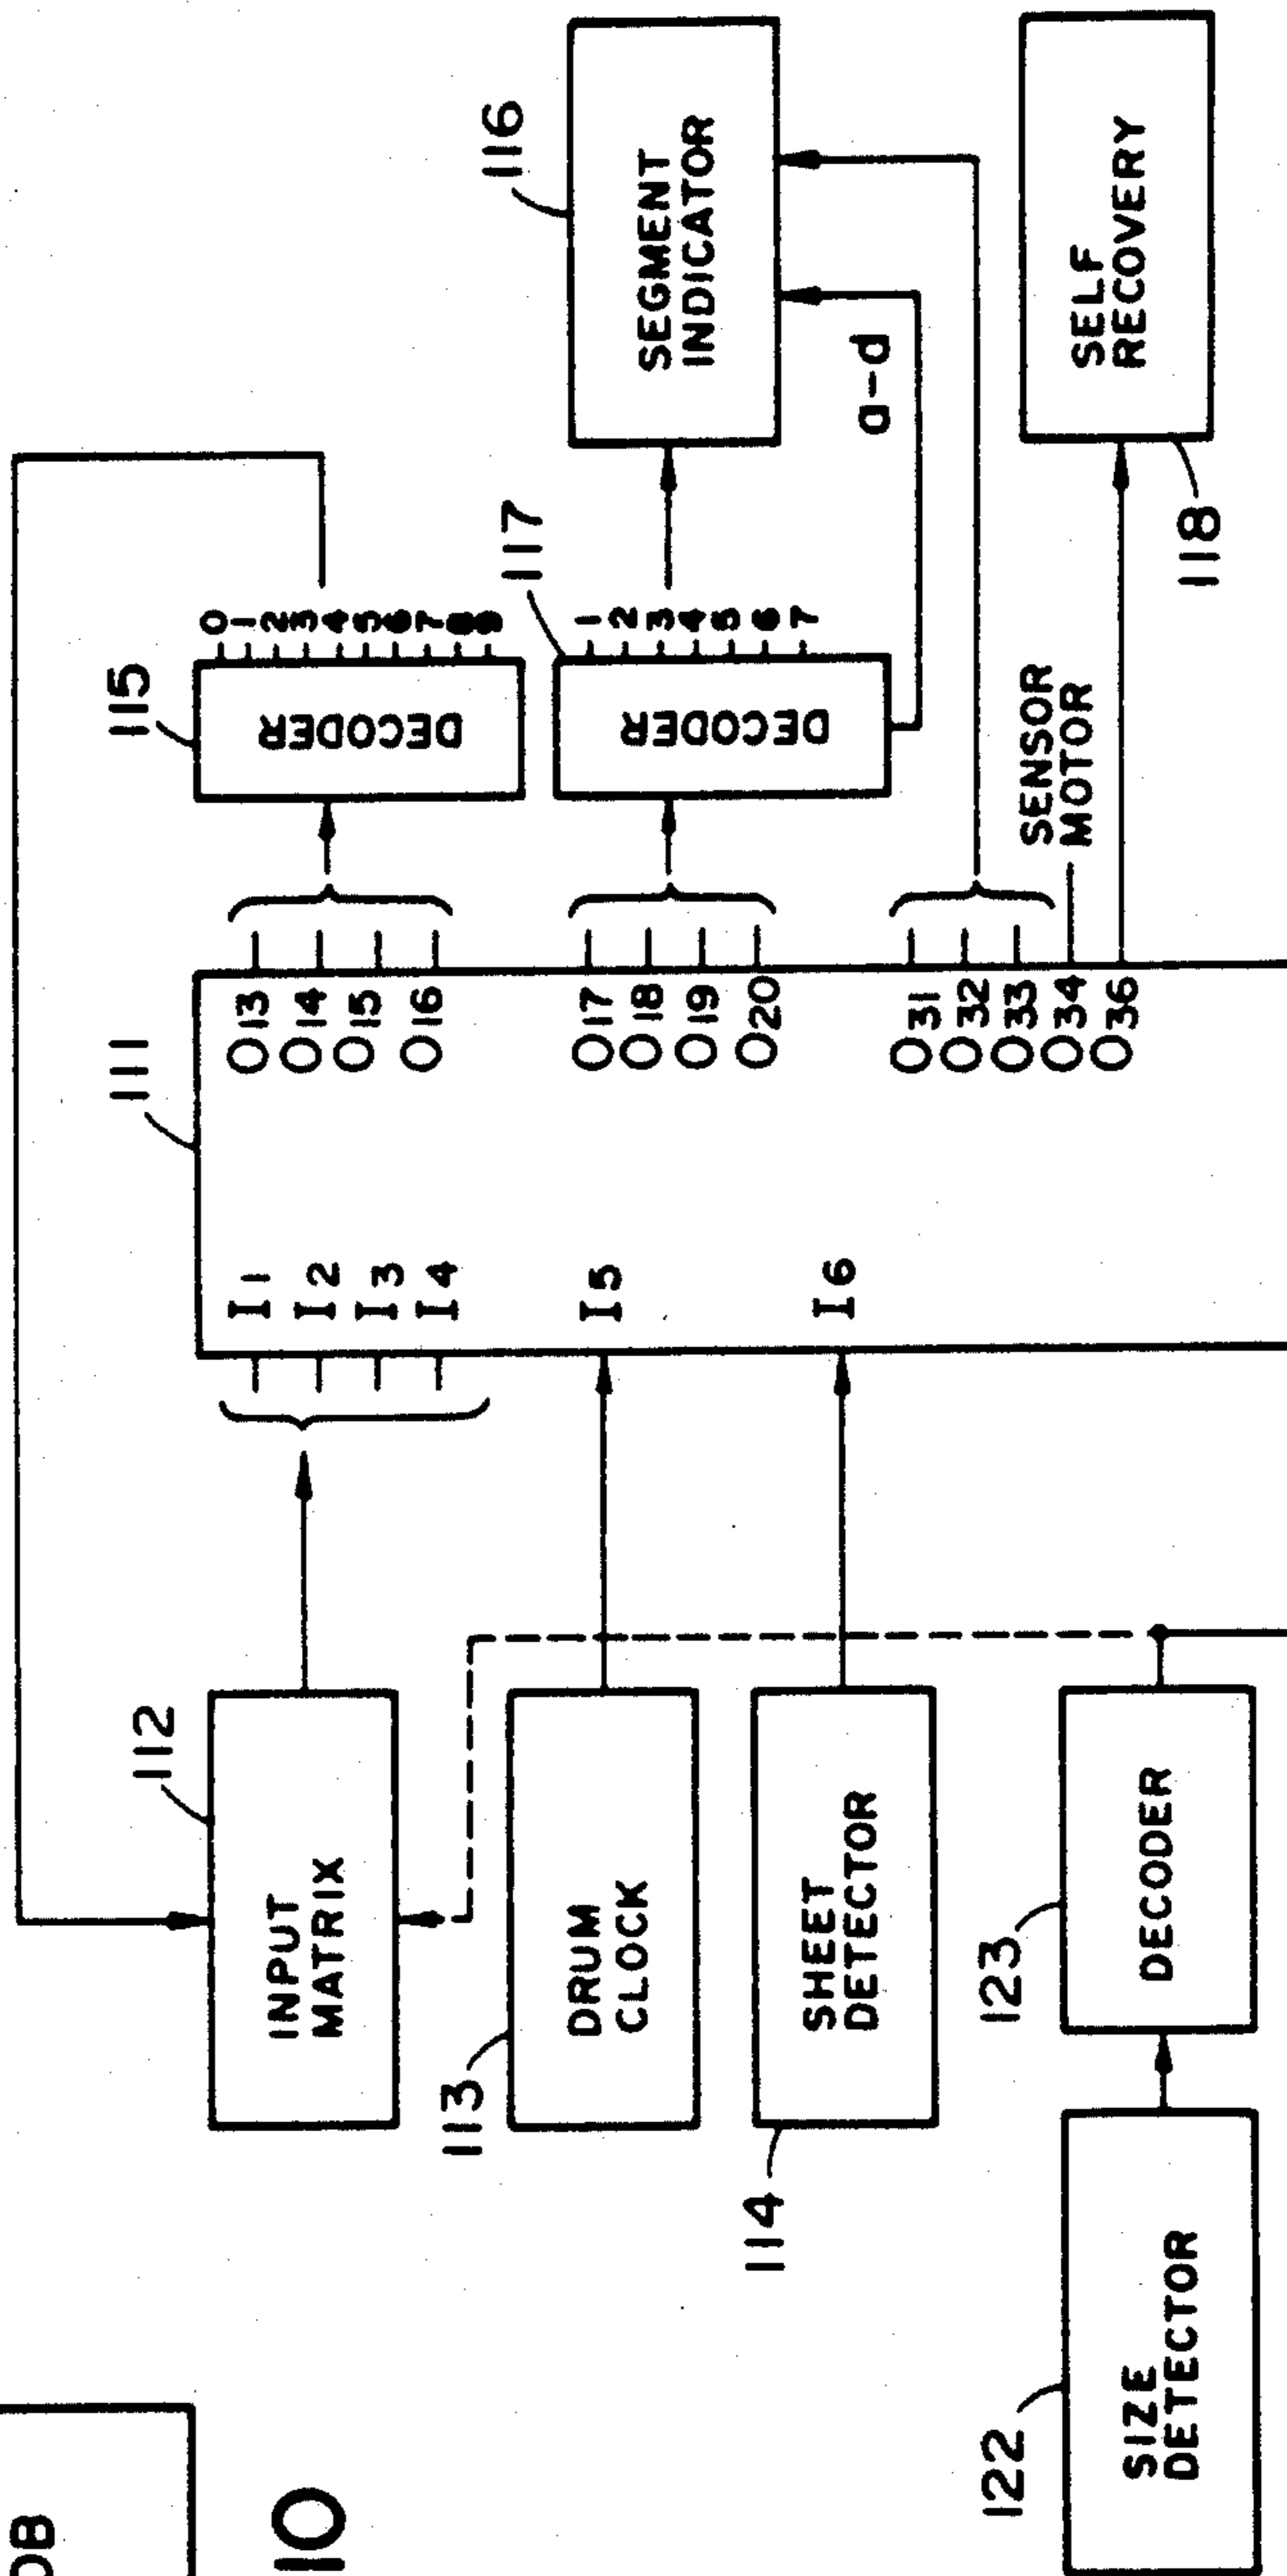 0B
10
112
INPUT
MATRIX
113
DRUM
CLOCK
114
SHEET
DETECTOR
122
SIZE
DETECTOR
123
DECODER
111
I1
I2
I3
I4
I5
I6
O13
O14
O15
O16
O17
O18
O19
O20
O31
O32
O33
O34
O36
115
DECODER
0
1
2
3
4
5
6
7
8
9
117
DECODER
1
2
3
4
5
6
7
a-d
SENSOR
MOTOR
116
SEGMENT
INDICATOR
118
SELF
RECOVERY